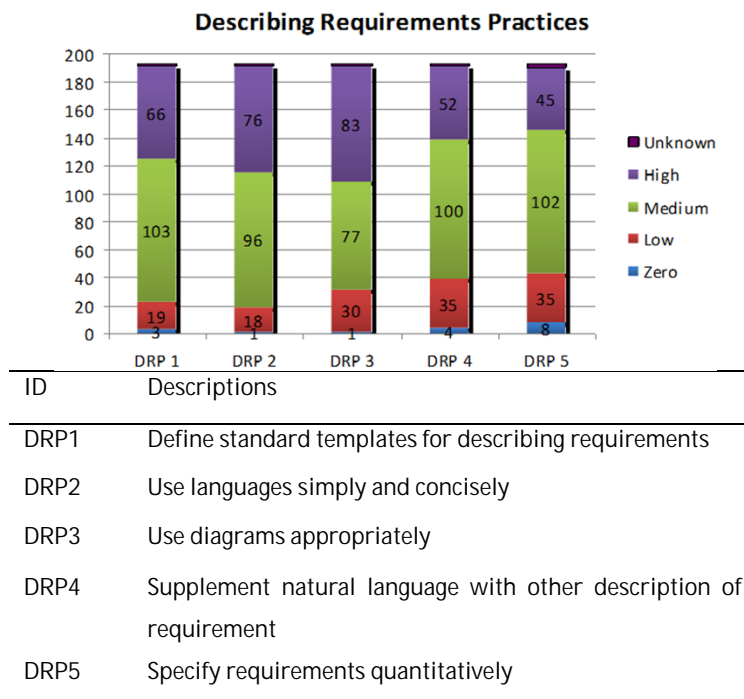 Describing Requirements Practices
200
180
160
140
120
100
80
60
40
20
0
66 76 83 52 45
103 96 77 100 102
19 18 30 35 35
3 1 1 4 8
DRP 1 DRP 2 DRP 3 DRP 4 DRP 5
Unknown
High
Medium
Low
Zero
ID Descriptions
DRP1 Define standard templates for describing requirements
DRP2 Use languages simply and concisely
DRP3 Use diagrams appropriately
DRP4 Supplement natural language with other description of
requirement
DRP5 Specify requirements quantitatively